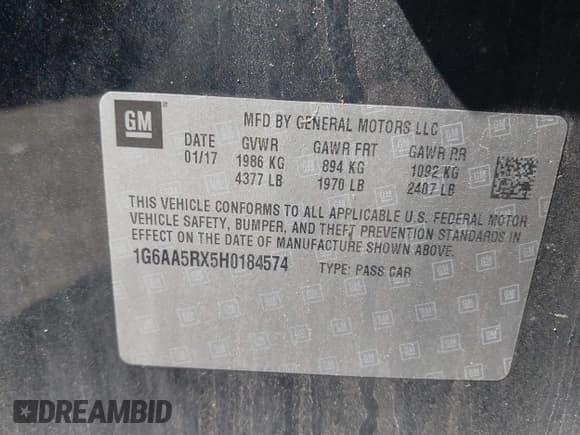 GM
MFD BY GENERAL MOTORS LLC
DATE GVWR GAWR FRT GAWR RR
01/17 1986 KG 894 KG 1092 KG
4377 LB 1970 LB 2407 LB
THIS VEHICLE CONFORMS TO ALL APPLICABLE U.S. FEDERAL MOTOR
VEHICLE SAFETY, BUMPER, AND THEFT PREVENTION STANDARDS IN
EFFECT ON THE DATE OF MANUFACTURE SHOWN ABOVE.
1G6AA5RX5H0184574 TYPE: PASS CAR
DREAMBID